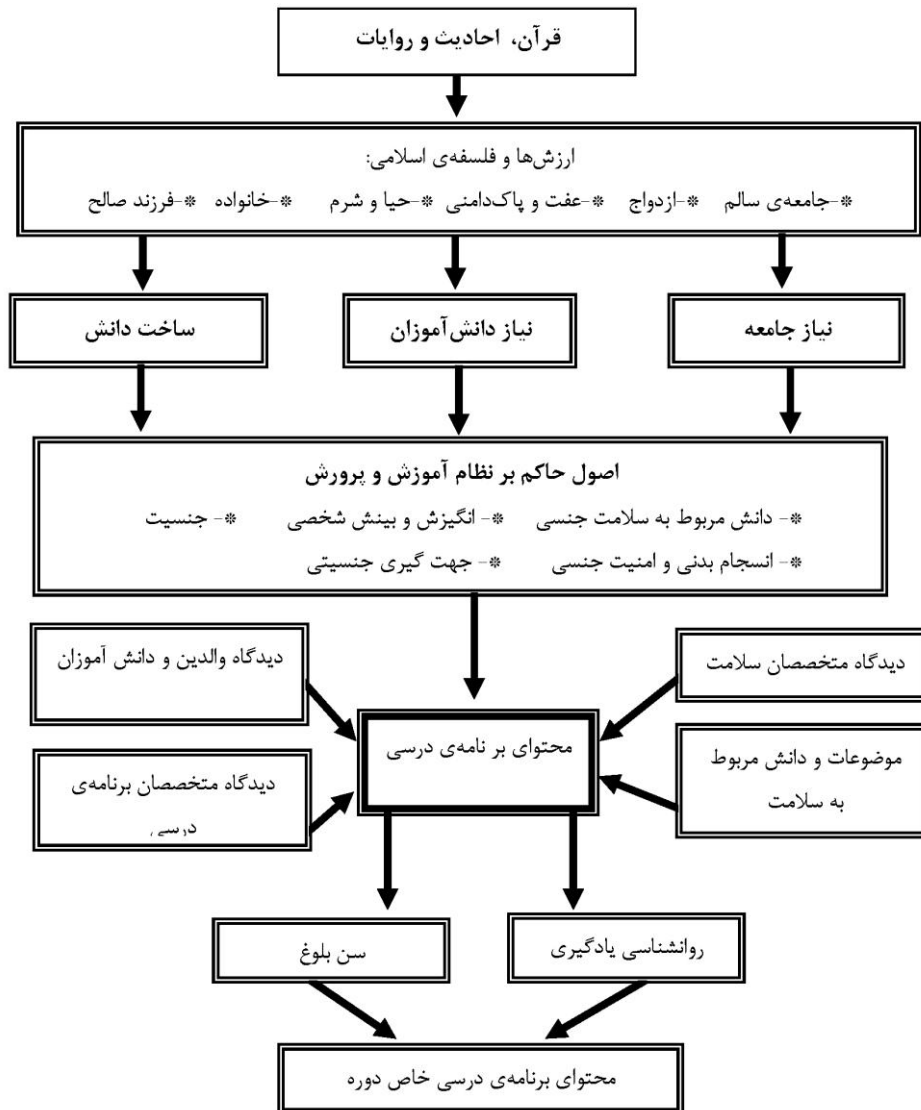 قرآن، احادیث و روایات
ارزش‌ها و فلسفه‌ی اسلامی:
*-جامعه‌ی سالم *-ازدواج *-عفت و پاک‌دامنی *-حیا و شرم *-خانواده *-فرزند صالح
نیاز جامعه
نیاز دانش‌آموزان
ساخت دانش
اصول حاکم بر نظام آموزش و پرورش
*- دانش مربوط به سلامت جنسی *- انگیزش و بینش شخصی *- جنسیت
*- انسجام بدنی و امنیت جنسی *- جهت گیری جنسیتی
دیدگاه متخصصان سلامت
دیدگاه والدین و دانش آموزان
محتوای بر نامه‌ی درسی
موضوعات و دانش مربوط
به سلامت
دیدگاه متخصصان برنامه‌ی
درسی
روانشناسی یادگیری
سن بلوغ
محتوای برنامه‌ی درسی خاص دوره